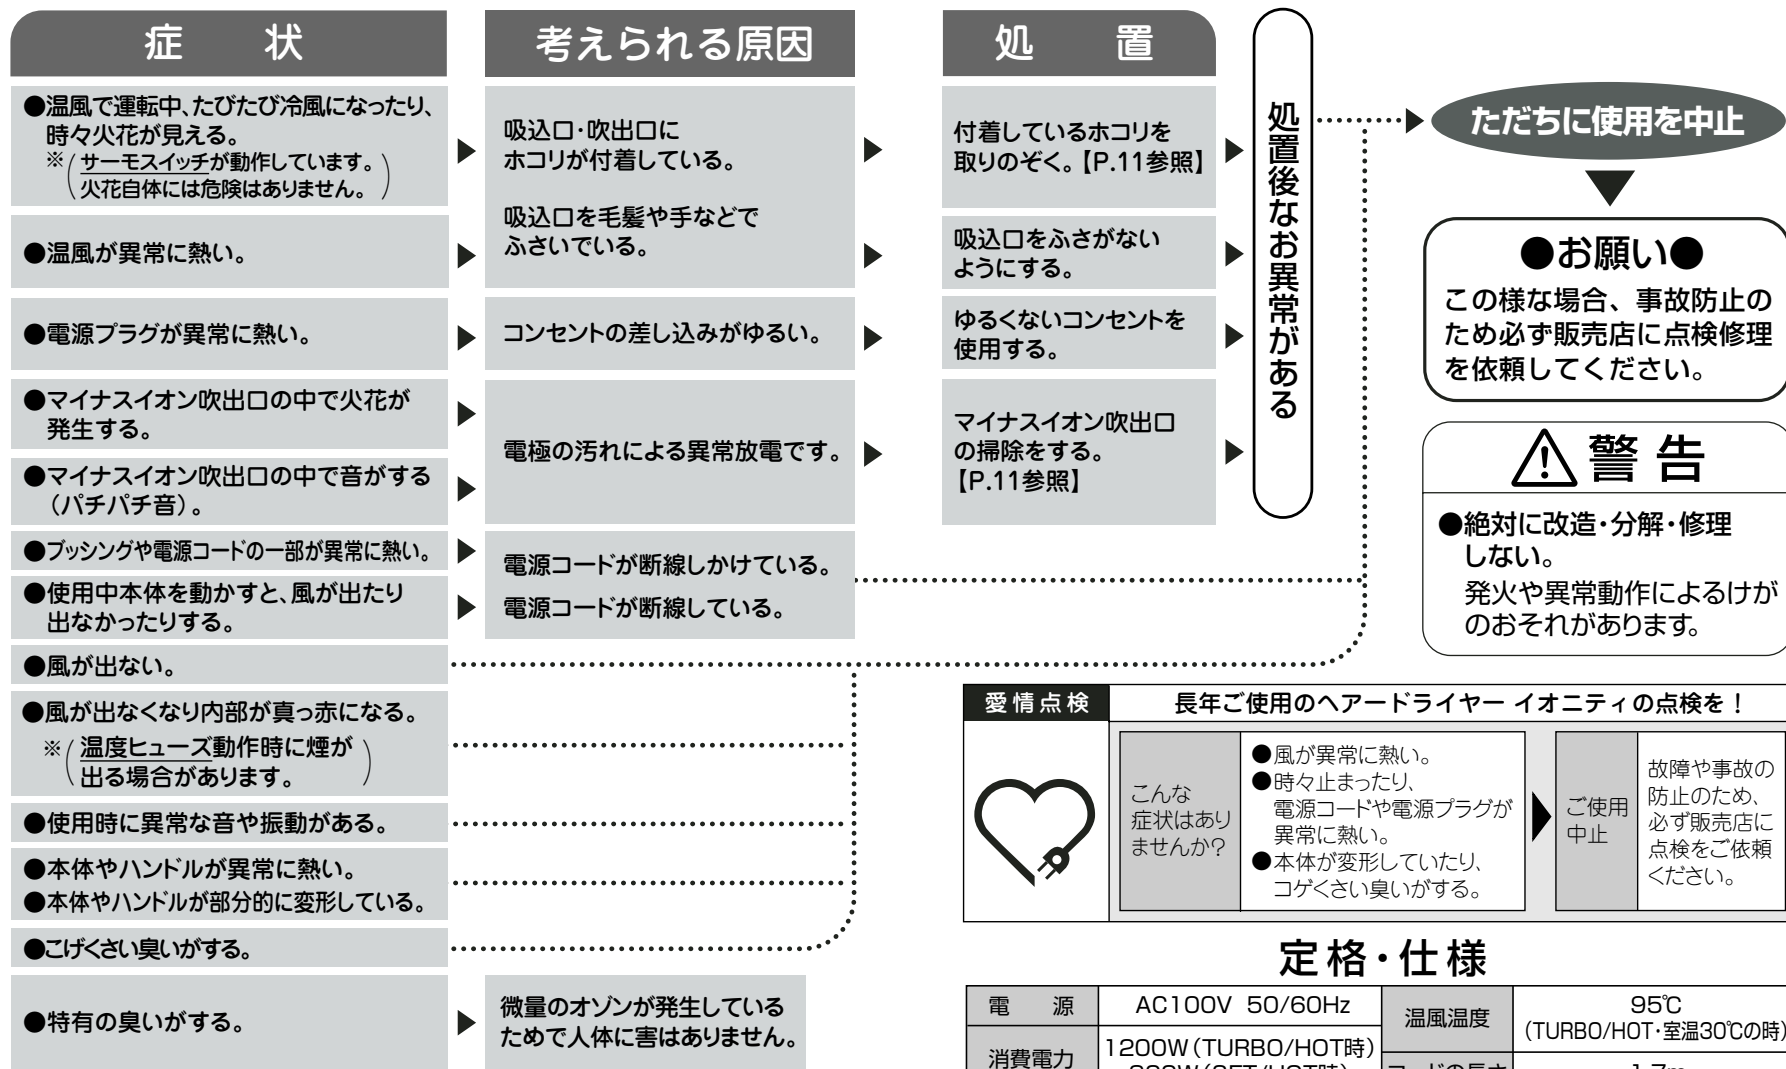 症 状
考えられる原因
処 置
●温風で運転中、たびたび冷風になったり、
時々火花が見える。
※(サーモスイッチが動作しています。
火花自体には危険はありません。)
吸込口・吹出口に
ホコリが付着している。
吸込口を毛髪や手などで
ふさいでいる。
付着しているホコリを
取りのぞく。【P.11参照】
●温風が異常に熱い。
吸込口をふさがない
ようにする。
●電源プラグが異常に熱い。
コンセントの差し込みがゆるい。
ゆるくないコンセントを
使用する。
●マイナスイオン吹出口の中で火花が
発生する。
●マイナスイオン吹出口の中で音がする
(パチパチ音)。
電極の汚れによる異常放電です。
マイナスイオン吹出口
の掃除をする。
【P.11参照】
●ブッシングや電源コードの一部が異常に熱い。
●使用中本体を動かすと、風が出たり
出なかったりする。
電源コードが断線しかけている。
電源コードが断線している。
●風が出ない。
●風が出なくなり内部が真っ赤になる。
※(温度ヒューズ動作時に煙が
出る場合があります。)
●使用時に異常な音や振動がある。
●本体やハンドルが異常に熱い。
●本体やハンドルが部分的に変形している。
●こげくさい臭いがする。
●特有の臭いがする。
微量のオゾンが発生している
ためで人体に害はありません。
処置後なお異常がある
ただちに使用を中止
●お願い●
この様な場合、事故防止の
ため必ず販売店に点検修理
を依頼してください。
警告
●絶対に改造・分解・修理
しない。
発火や異常動作によるけが
のおそれがあります。
愛情点検
長年ご使用のヘアードライヤー イオニティの点検を!
こんな
症状はあり
ませんか?
●風が異常に熱い。
●時々止まったり、
電源コードや電源プラグが
異常に熱い。
●本体が変形していたり、
コゲくさい臭いがする。
ご使用
中止
故障や事故の
防止のため、
必ず販売店に
点検をご依頼
ください。
定格・仕様
電 源
AC100V 50/60Hz
温風温度
95℃
(TURBO/HOT・室温30℃の時)
消費電力
1200W(TURBO/HOT時)